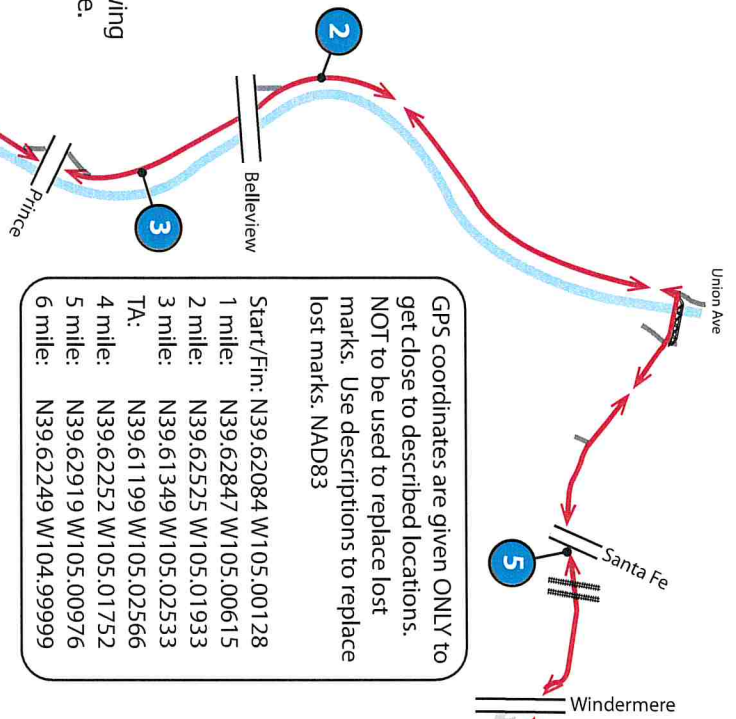 wing
e.
2
Belleview
3
Prince
Union Ave
Santa Fe
5
Windermere
GPS coordinates are given ONLY to
get close to described locations.
NOT to be used to replace lost
marks. Use descriptions to replace
lost marks. NAD83
Start/Fin: N39.62084 W105.00128
1 mile: N39.62847 W105.00615
2 mile: N39.62525 W105.01933
3 mile: N39.61349 W105.02533
TA: N39.61199 W105.02566
4 mile: N39.62252 W105.01752
5 mile: N39.62919 W105.00976
6 mile: N39.62249 W104.99999